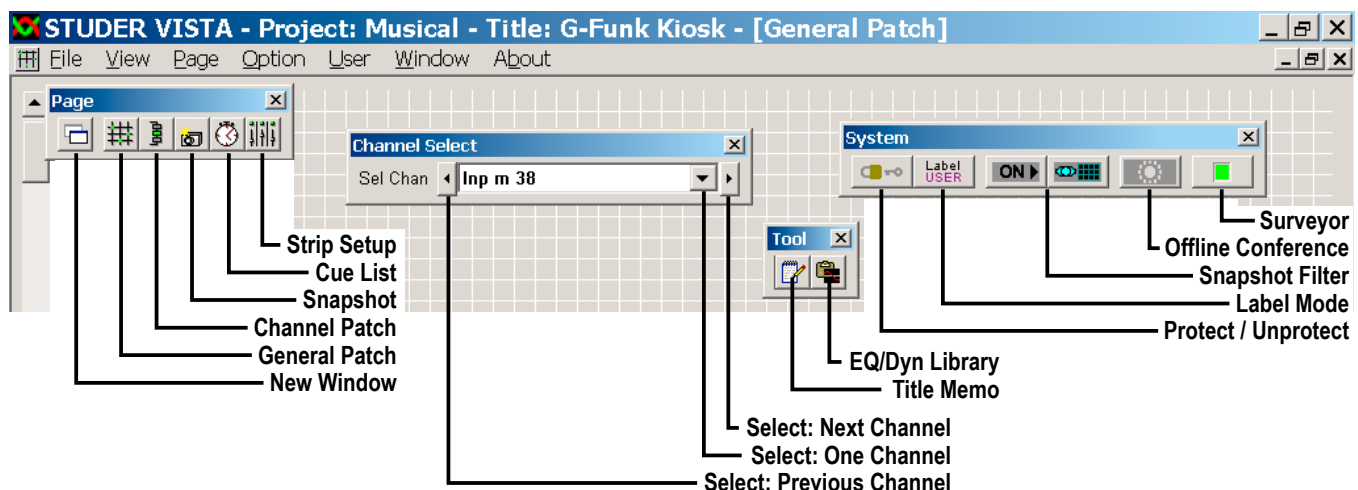 STUDER VISTA - Project: Musical - Title: G-Funk Kiosk - [General Patch]
File View Page Option User Window About
Page
Channel Select
Sel Chan Inp m 38
System
Label
USER
ON
Tool
Strip Setup
Cue List
Snapshot
Channel Patch
General Patch
New Window
Surveyor
Offline Conference
Snapshot Filter
Label Mode
Protect / Unprotect
EQ/Dyn Library
Title Memo
Select: Next Channel
Select: One Channel
Select: Previous Channel